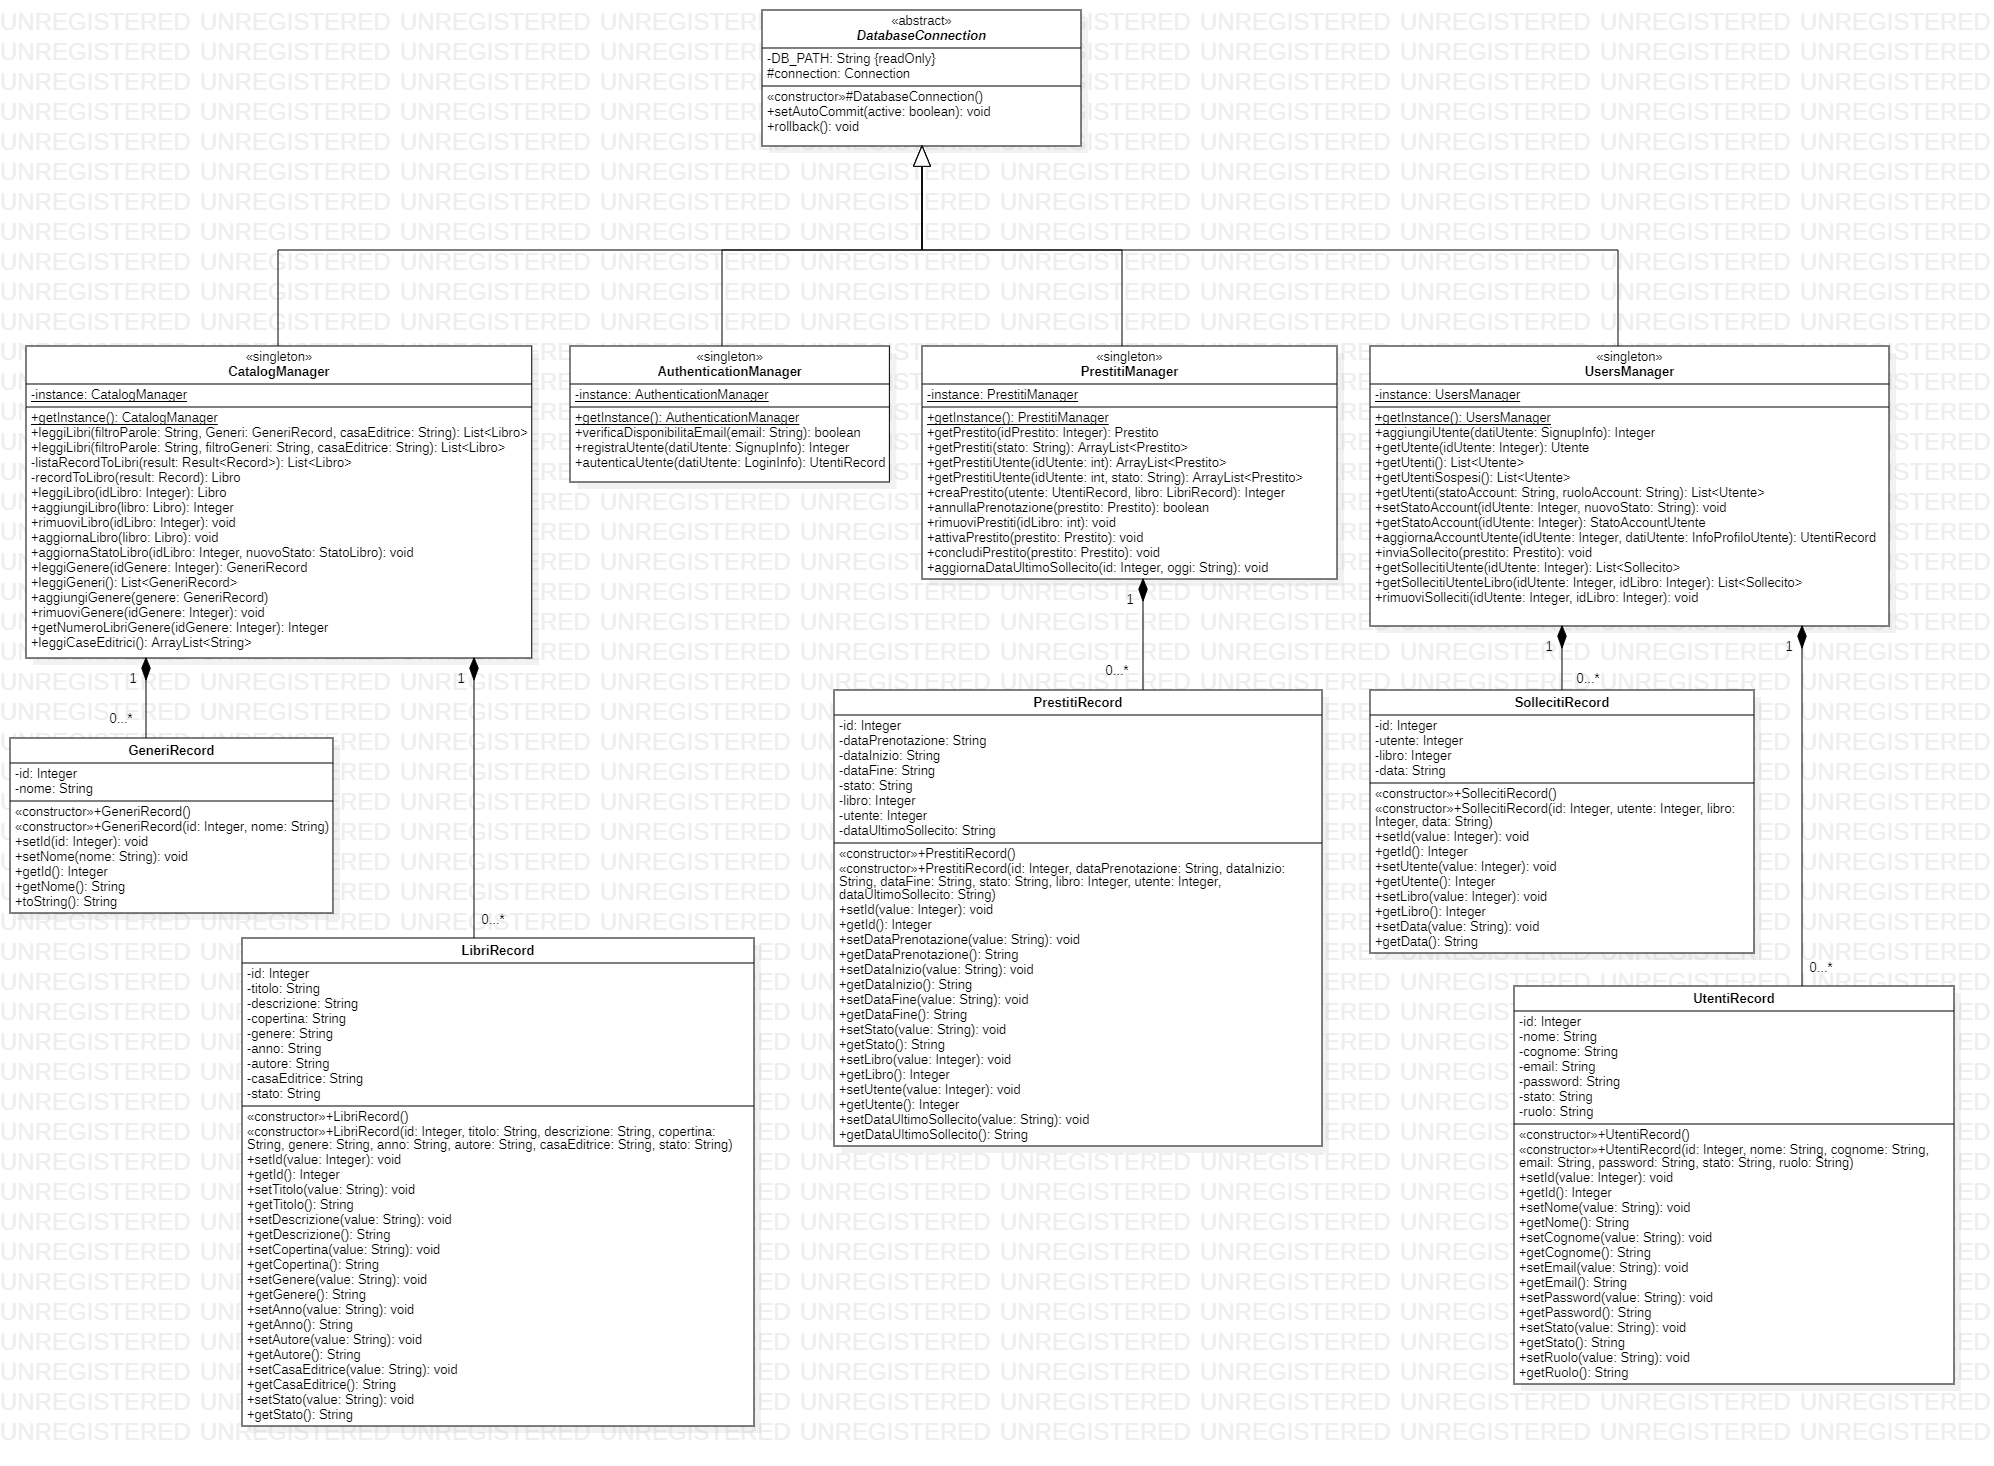 «abstract»
DatabaseConnection
-DB_PATH: String {readOnly}
#connection: Connection
«constructor»#DatabaseConnection()
+setAutoCommit(active: boolean): void
+rollback(): void
«singleton»
CatalogManager
-instance: CatalogManager
+getInstance(): CatalogManager
+leggiLibri(filtroParole: String, Generi: GeneriRecord, casaEditrice: String): List<Libro>
+leggiLibri(filtroParole: String, filtroGeneri: String, casaEditrice: String): List<Libro>
-listaRecordToLibri(result: Result<Record>): List<Libro>
-recordToLibro(result: Record): Libro
+leggiLibro(idLibro: Integer): Libro
+aggiungiLibro(libro: Libro): Integer
+rimuoviLibro(idLibro: Integer): void
+aggiornaLibro(libro: Libro): void
+aggiornaStatoLibro(idLibro: Integer, nuovoStato: StatoLibro): void
+leggiGenere(idGenere: Integer): GeneriRecord
+leggiGeneri(): List<GeneriRecord>
+aggiungiGenere(genere: GeneriRecord)
+rimuoviGenere(idGenere: Integer): void
+getNumeroLibriGenere(idGenere: Integer): Integer
+leggiCaseEditrici(): ArrayList<String>
«singleton»
AuthenticationManager
-instance: AuthenticationManager
+getInstance(): AuthenticationManager
+verificaDisponibilitaEmail(email: String): boolean
+registraUtente(datiUtente: SignupInfo): Integer
+autenticaUtente(datiUtente: LoginInfo): UtentiRecord
«singleton»
PrestitiManager
-instance: PrestitiManager
+getInstance(): PrestitiManager
+getPrestito(idPrestito: Integer): Prestito
+getPrestiti(stato: String): ArrayList<Prestito>
+getPrestitiUtente(idUtente: int): ArrayList<Prestito>
+getPrestitiUtente(idUtente: int, stato: String): ArrayList<Prestito>
+creaPrestito(utente: UtentiRecord, libro: LibriRecord): Integer
+annullaPrenotazione(prestito: Prestito): boolean
+rimuoviPrestiti(idLibro: int): void
+attivaPrestito(prestito: Prestito): void
+concludiPrestito(prestito: Prestito): void
+aggiornaDataUltimoSollecito(id: Integer, oggi: String): void
«singleton»
UsersManager
-instance: UsersManager
+getInstance(): UsersManager
+aggiungiUtente(datiUtente: SignupInfo): Integer
+getUtente(idUtente: Integer): Utente
+getUtenti(): List<Utente>
+getUtentiSospesi(): List<Utente>
+getUtenti(statoAccount: String, ruoloAccount: String): List<Utente>
+setStatoAccount(idUtente: Integer, nuovoStato: String): void
+getStatoAccount(idUtente: Integer): StatoAccountUtente
+aggiornaAccountUtente(idUtente: Integer, datiUtente: InfoProfiloUtente): UtentiRecord
+inviaSollecito(prestito: Prestito): void
+getSollecitiUtente(idUtente: Integer): List<Sollecito>
+getSollecitiUtenteLibro(idUtente: Integer, idLibro: Integer): List<Sollecito>
+rimuoviSolleciti(idUtente: Integer, idLibro: Integer): void
1
0...*
1
0...*
1
0...*
1
0...*
1
0...*
GeneriRecord
-id: Integer
-nome: String
«constructor»+GeneriRecord()
«constructor»+GeneriRecord(id: Integer, nome: String)
+setId(id: Integer): void
+setNome(nome: String): void
+getId(): Integer
+getNome(): String
+toString(): String
LibriRecord
-id: Integer
-titolo: String
-descrizione: String
-copertina: String
-genere: String
-anno: String
-autore: String
-casaEditrice: String
-stato: String
«constructor»+LibriRecord()
«constructor»+LibriRecord(id: Integer, titolo: String, descrizione: String, copertina:
String, genere: String, anno: String, autore: String, casaEditrice: String, stato: String)
+setId(value: Integer): void
+getId(): Integer
+setTitolo(value: String): void
+getTitolo(): String
+setDescrizione(value: String): void
+getDescrizione(): String
+setCopertina(value: String): void
+getCopertina(): String
+setGenere(value: String): void
+getGenere(): String
+setAnno(value: String): void
+getAnno(): String
+setAutore(value: String): void
+getAutore(): String
+setCasaEditrice(value: String): void
+getCasaEditrice(): String
+setStato(value: String): void
+getStato(): String
PrestitiRecord
-id: Integer
-dataPrenotazione: String
-dataInizio: String
-dataFine: String
-stato: String
-libro: Integer
-utente: Integer
-dataUltimoSollecito: String
«constructor»+PrestitiRecord()
«constructor»+PrestitiRecord(id: Integer, dataPrenotazione: String, dataInizio:
String, dataFine: String, stato: String, libro: Integer, utente: Integer,
dataUltimoSollecito: String)
+setId(value: Integer): void
+getId(): Integer
+setDataPrenotazione(value: String): void
+getDataPrenotazione(): String
+setDataInizio(value: String): void
+getDataInizio(): String
+setDataFine(value: String): void
+getDataFine(): String
+setStato(value: String): void
+getStato(): String
+setLibro(value: Integer): void
+getLibro(): Integer
+setUtente(value: Integer): void
+getUtente(): Integer
+setDataUltimoSollecito(value: String): void
+getDataUltimoSollecito(): String
SollecitiRecord
-id: Integer
-utente: Integer
-libro: Integer
-data: String
«constructor»+SollecitiRecord()
«constructor»+SollecitiRecord(id: Integer, utente: Integer, libro:
Integer, data: String)
+setId(value: Integer): void
+getId(): Integer
+setUtente(value: Integer): void
+getUtente(): Integer
+setLibro(value: Integer): void
+getLibro(): Integer
+setData(value: String): void
+getData(): String
UtentiRecord
-id: Integer
-nome: String
-cognome: String
-email: String
-password: String
-stato: String
-ruolo: String
«constructor»+UtentiRecord()
«constructor»+UtentiRecord(id: Integer, nome: String, cognome: String,
email: String, password: String, stato: String, ruolo: String)
+setId(value: Integer): void
+getId(): Integer
+setNome(value: String): void
+getNome(): String
+setCognome(value: String): void
+getCognome(): String
+setEmail(value: String): void
+getEmail(): String
+setPassword(value: String): void
+getPassword(): String
+setStato(value: String): void
+getStato(): String
+setRuolo(value: String): void
+getRuolo(): String